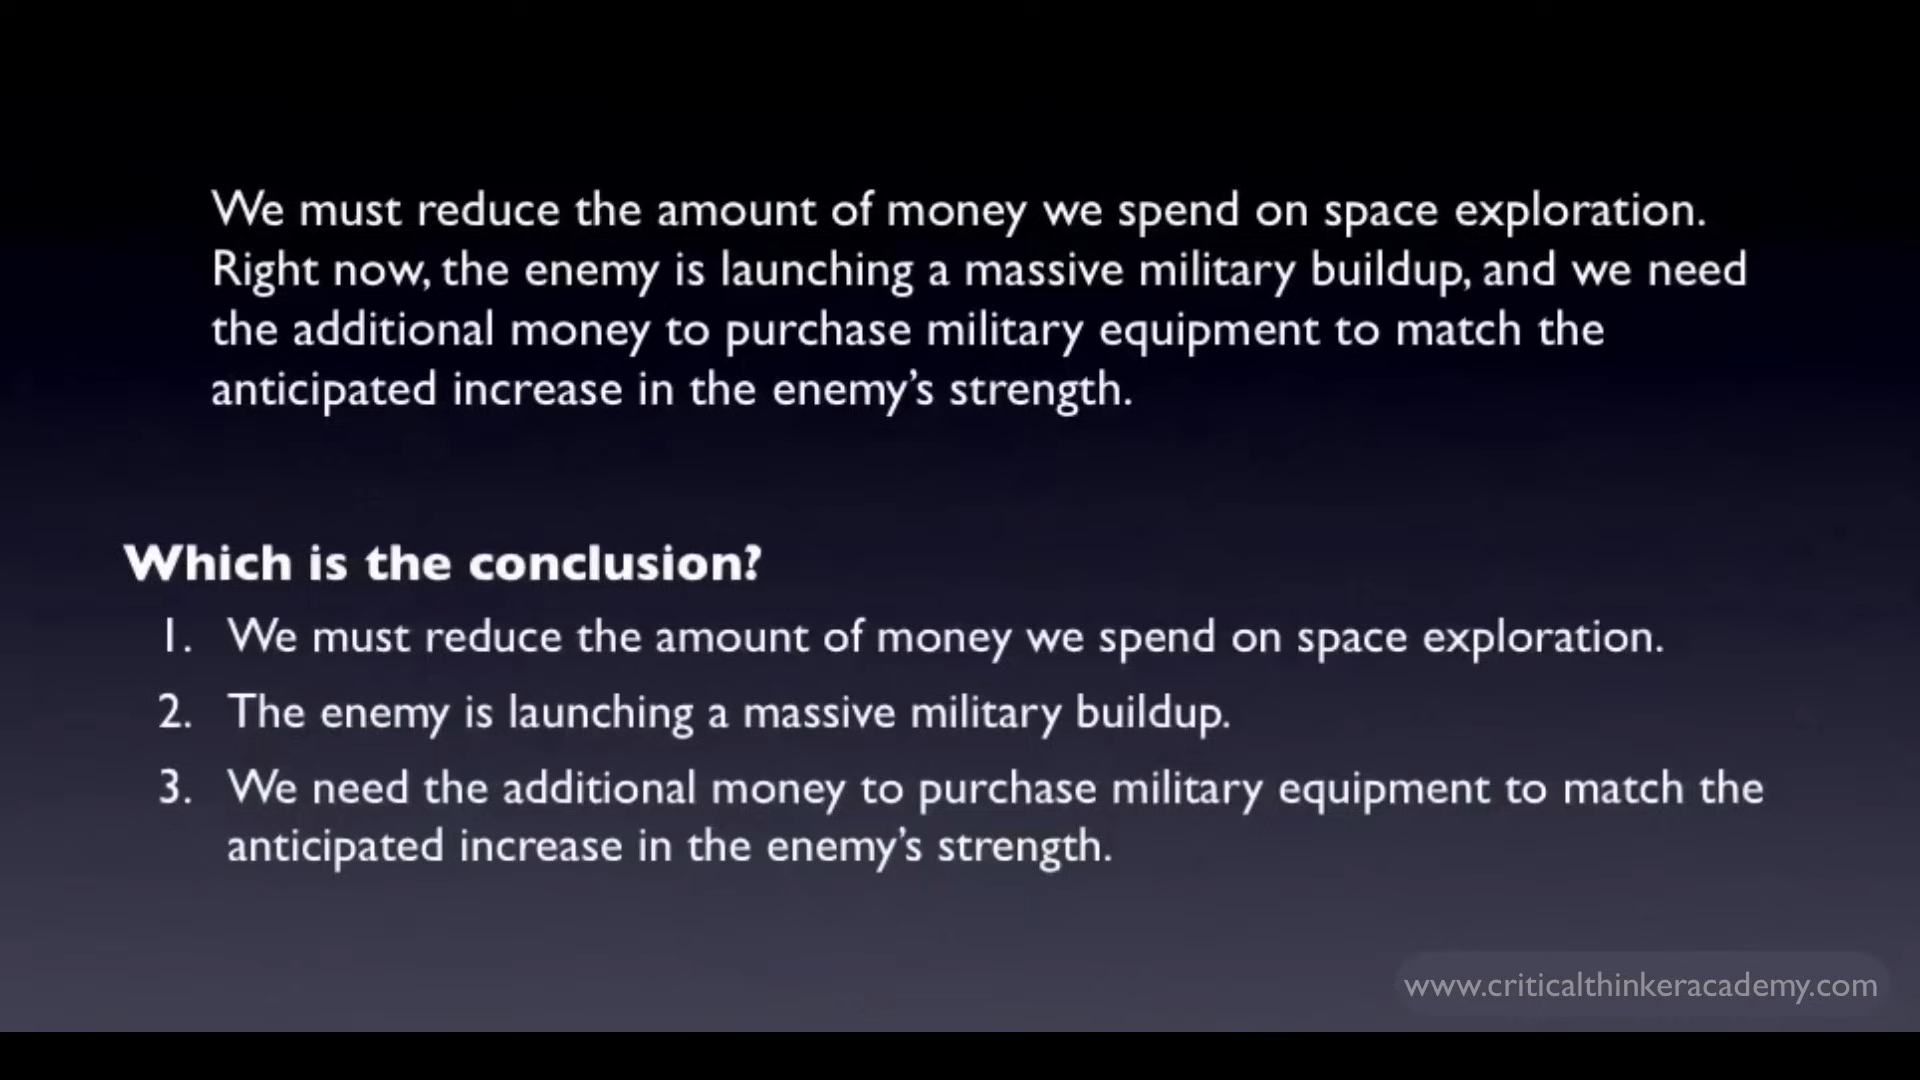 We must reduce the amount of money we spend on space exploration.
Right now, the enemy is launching a massive military buildup, and we need
the additional money to purchase military equipment to match the
anticipated increase in the enemy’s strength.
Which is the conclusion?
1. We must reduce the amount of money we spend on space exploration.
2. The enemy is launching a massive military buildup.
3. We need the additional money to purchase military equipment to match the
anticipated increase in the enemy’s strength.
www.criticalthinkeracademy.com